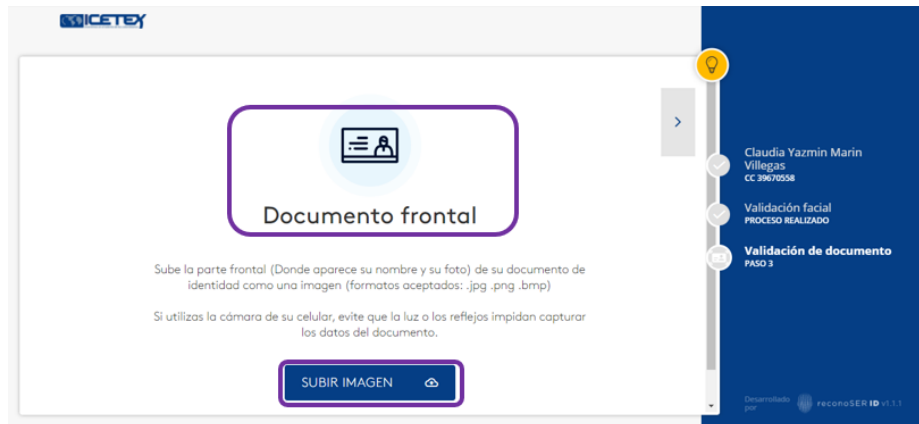 ICETEX
Documento frontal
Sube la parte frontal (Donde aparece su nombre y su foto) de su documento de
identidad como una imagen (formatos aceptados: .jpg .png .bmp)
Si utilizas la cámara de su celular, evite que la luz o los reflejos impidan capturar
los datos del documento.
SUBIR IMAGEN
Claudia Yazmin Marin
Villegas
CC 39670558
Validación facial
PROCESO REALIZADO
Validación de documento
PASO 3
Desarrollado
por
reconoSER ID v1.1.1